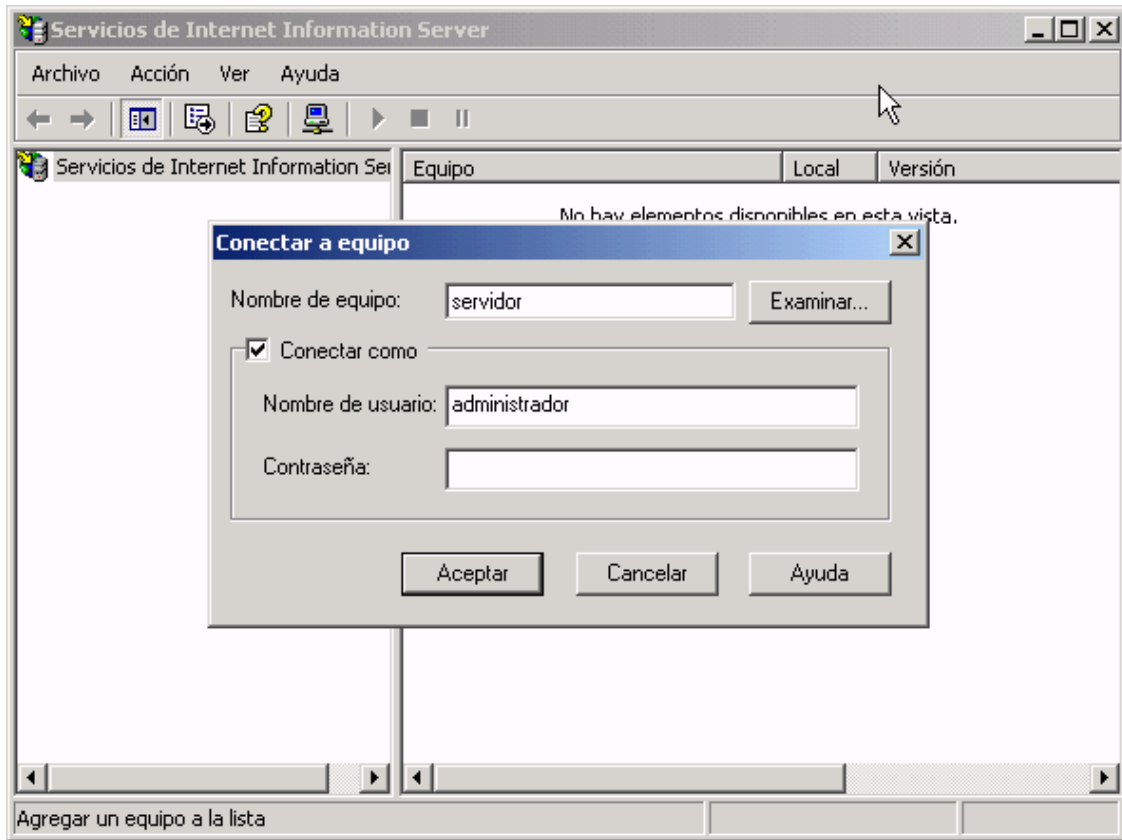 Servicios de Internet Information Server
Archivo Acción Ver Ayuda
Servicios de Internet Information Ser
Equipo Local Versión
No hay elementos disponibles en esta vista.
Conectar a equipo
Nombre de equipo: servidor Examinar...
Conectar como
Nombre de usuario: administrador
Contraseña:
Aceptar Cancelar Ayuda
Agregar un equipo a la lista